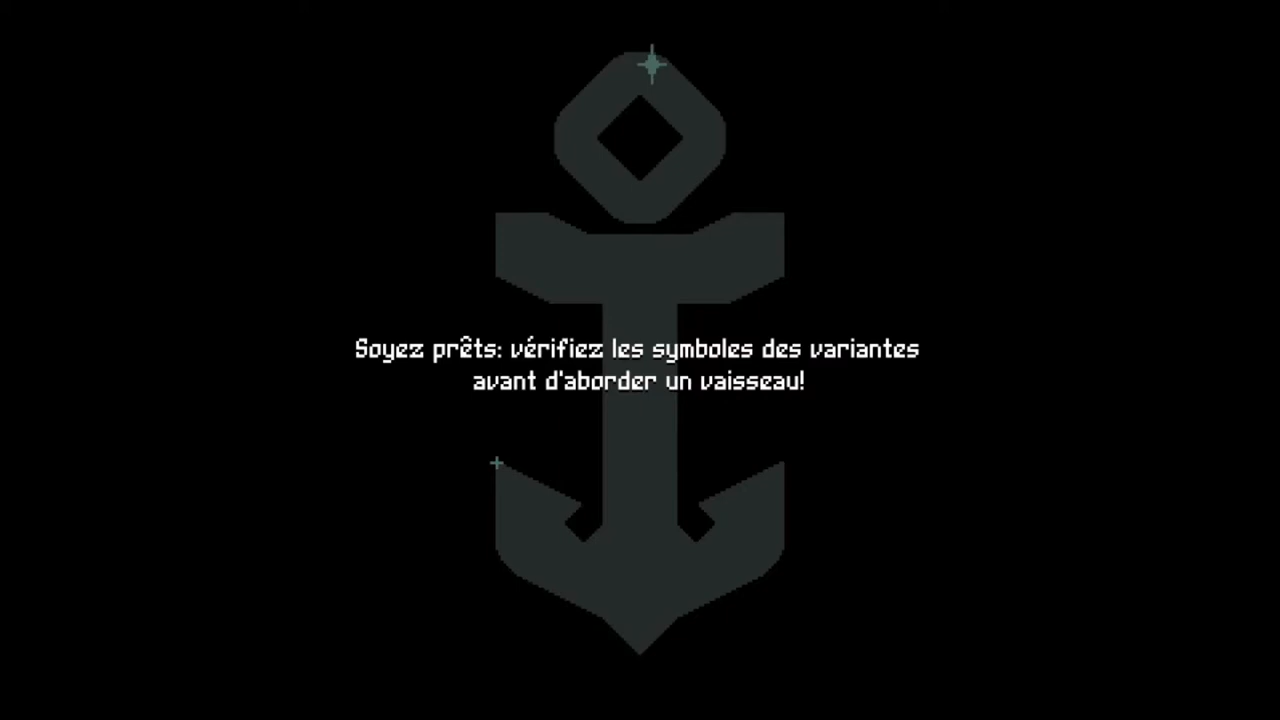 Soyez prêts: vérifiez les symboles des variantes
avant d'aborder un vaisseau!